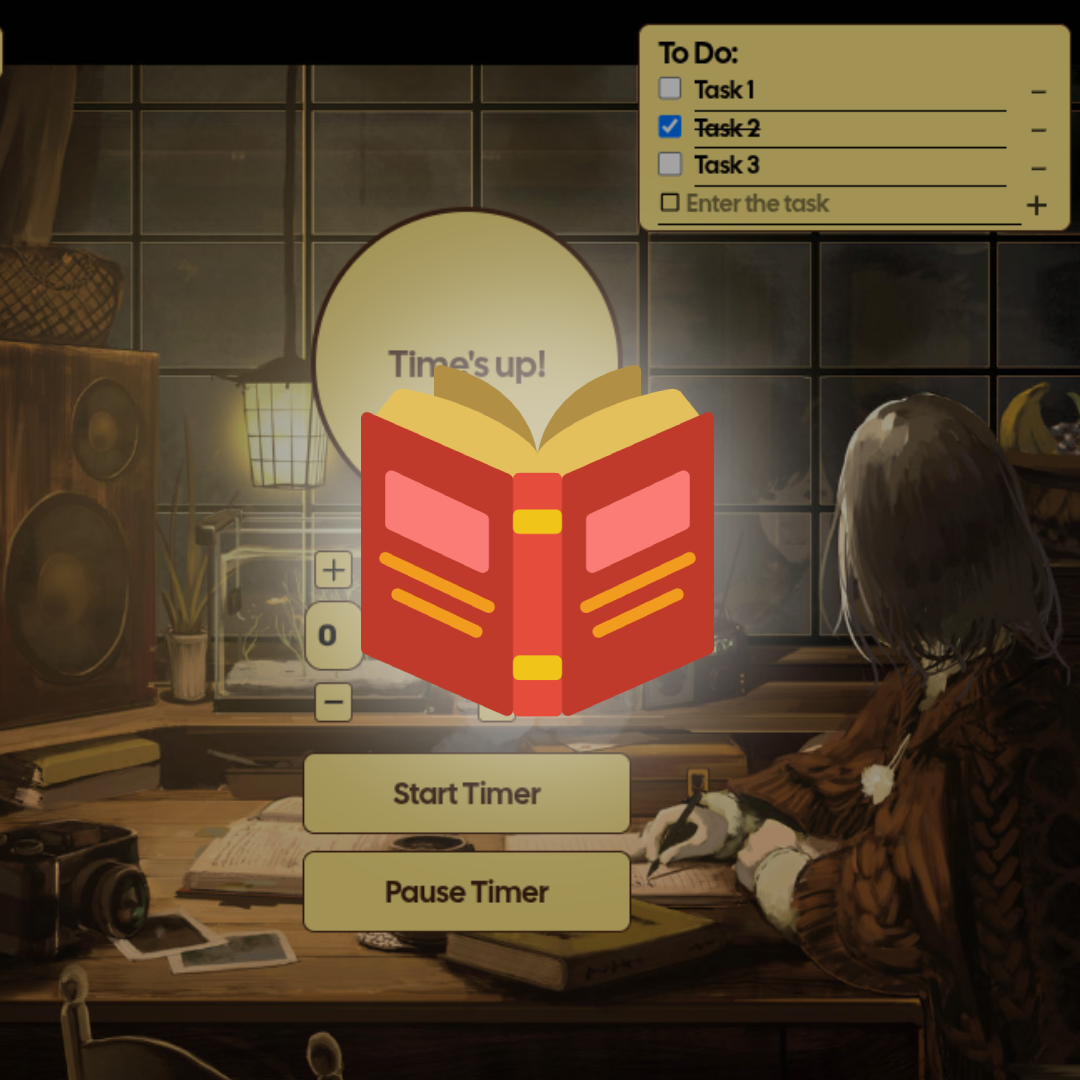 To Do:
Task 1
Task 2
Task 3
Enter the task
Time's up!
0
Start Timer
Pause Timer